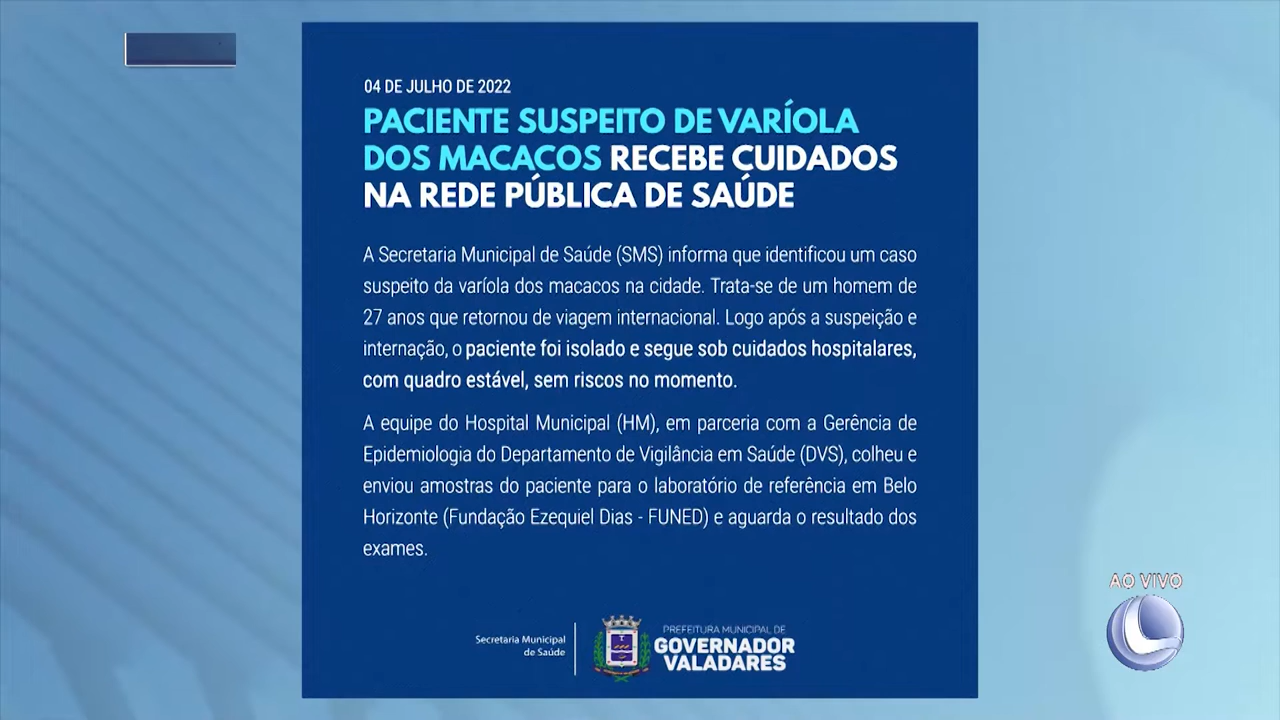 04 DE JULHO DE 2022
PACIENTE SUSPEITO DE VARÍOLA
DOS MACACOS RECEBE CUIDADOS
NA REDE PÚBLICA DE SAÚDE
A Secretaria Municipal de Saúde (SMS) informa que identificou um caso
suspeito da varíola dos macacos na cidade. Trata-se de um homem de
27 anos que retornou de viagem internacional. Logo após a suspeição e
internação, o paciente foi isolado e segue sob cuidados hospitalares,
com quadro estável, sem riscos no momento.
A equipe do Hospital Municipal (HM), em parceria com a Gerência de
Epidemiologia do Departamento de Vigilância em Saúde (DVS), colheu e
enviou amostras do paciente para o laboratório de referência em Belo
Horizonte (Fundação Ezequiel Dias - FUNED) e aguarda o resultado dos
exames.
Secretaria Municipal
de Saúde
PREFEITURA MUNICIPAL DE
GOVERNADOR
VALADARES
AO VIVO